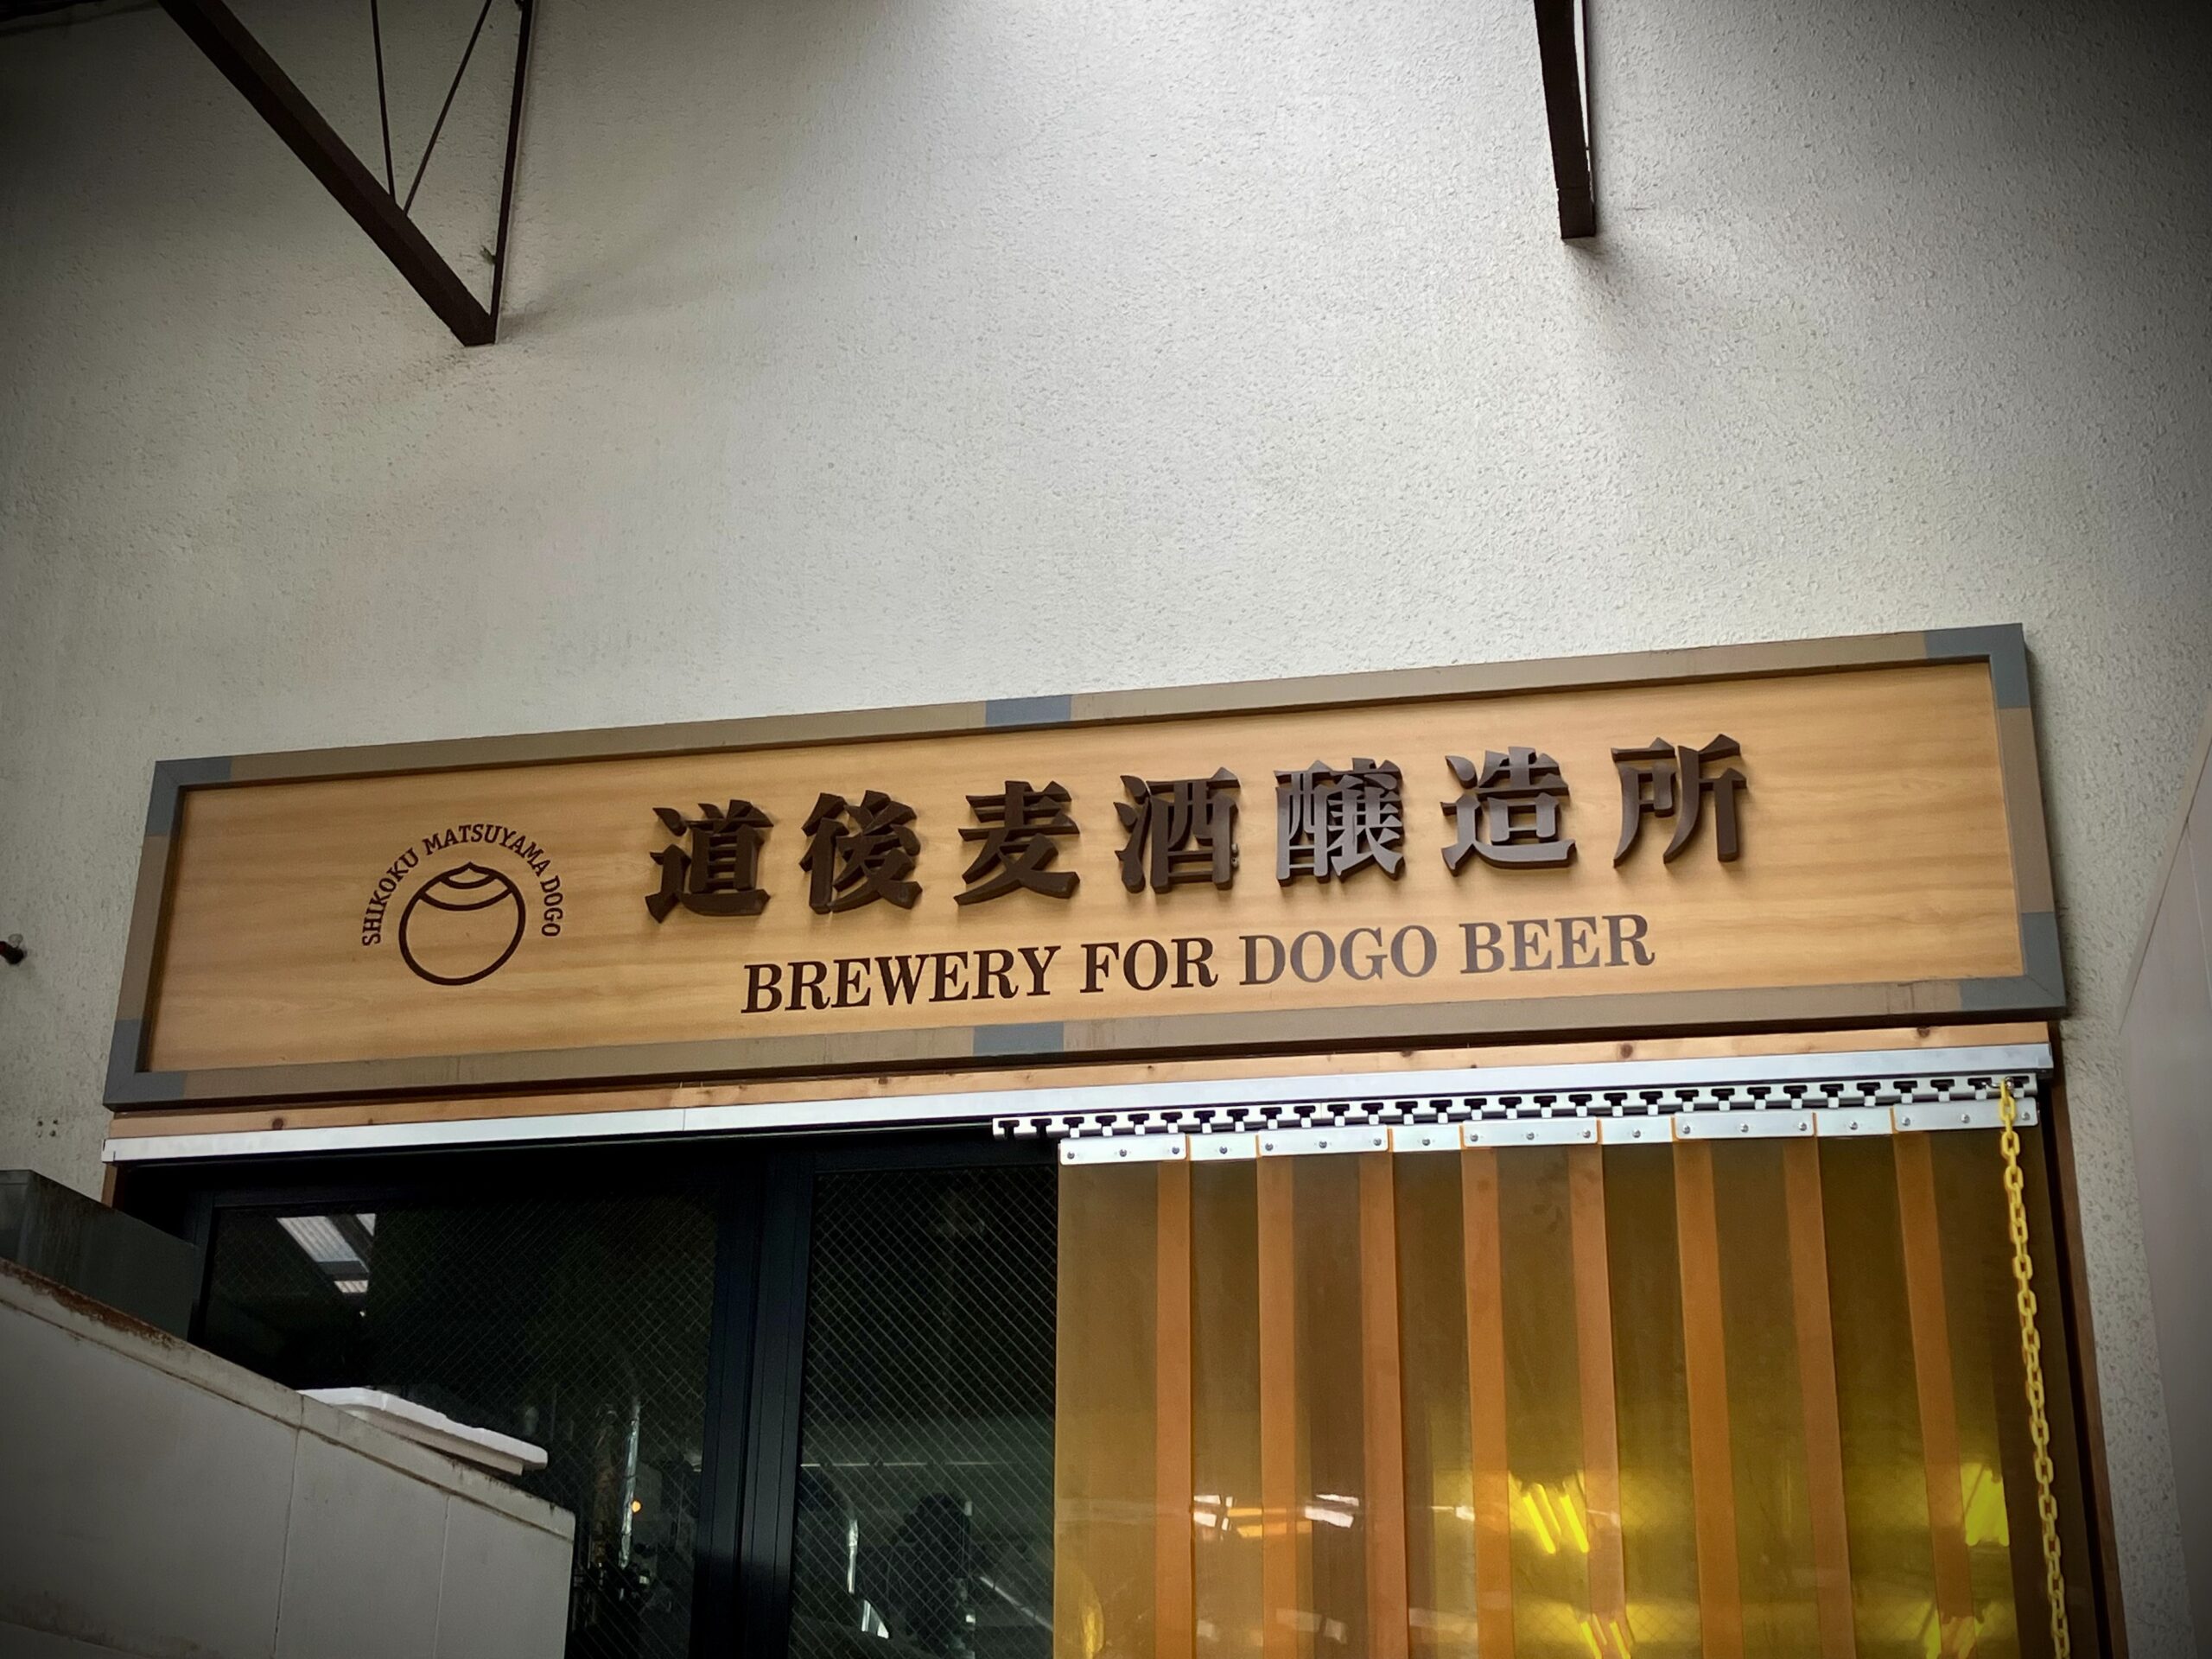 SHIKOKU MATSUYAMA DOGO
道後麦酒醸造所
BREWERY FOR DOGO BEER